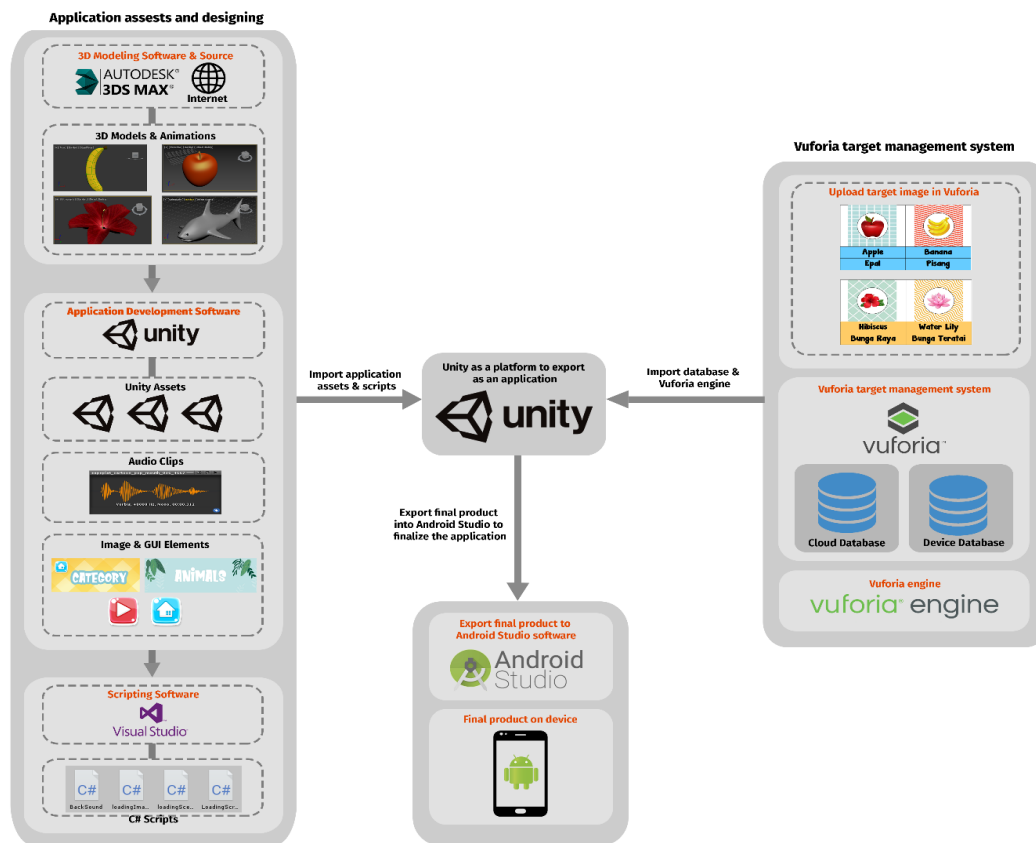 Application assests and designing
3D Modeling Software & Source
AUTODESK®
3DS MAX®
Internet
3D Models & Animations
Application Development Software
unity
Unity Assets
Audio Clips
Image & GUI Elements
CATEGORY
ANIMALS
Scripting Software
Visual Studio
C# C# C# C#
BackSound loadingIma.. loadingSce.. LoadingScr..
C# Scripts
Import application
assets & scripts
Unity as a platform to export
as an application
unity
Import database &
Vuforia engine
Export final product
into Android Studio to
finalize the application
Export final product to
Android Studio software
Android
Studio
Final product on device
Vuforia target management system
Upload target image in Vuforia
Apple Banana
Epal Pisang
Hibiscus Water Lily
Bunga Raya Bunga Teratai
Vuforia target management system
vuforia™
Cloud Database Device Database
Vuforia engine
vuforia® engine